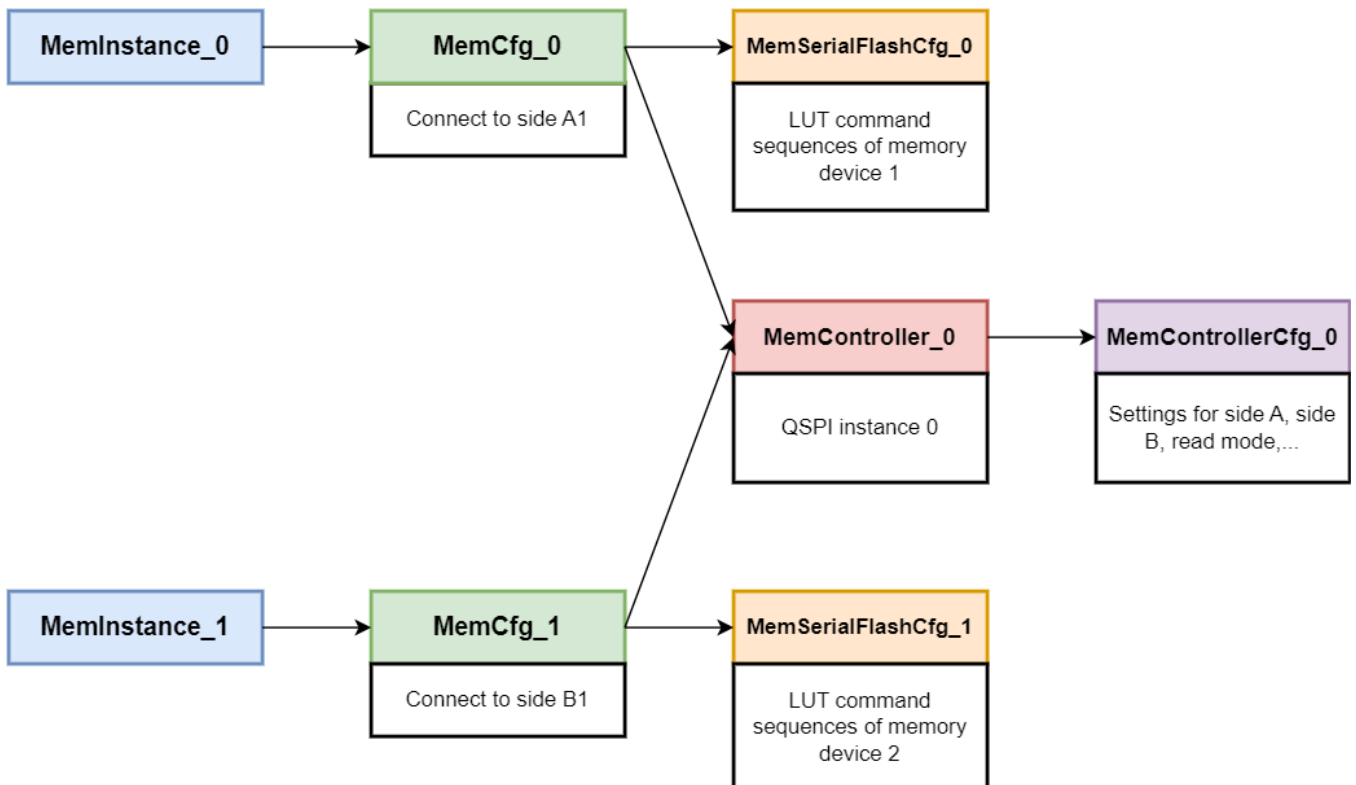 MemInstance_0
MemCfg_0
Connect to side A1
MemSerialFlashCfg_0
LUT command
sequences of memory
device 1
MemController_0
QSPI instance 0
MemControllerCfg_0
Settings for side A, side
B, read mode,...
MemInstance_1
MemCfg_1
Connect to side B1
MemSerialFlashCfg_1
LUT command
sequences of memory
device 2